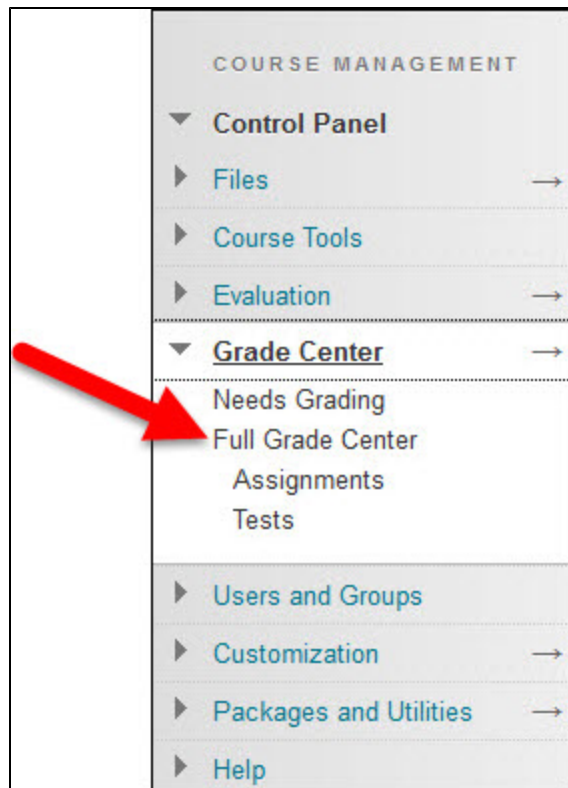 COURSE MANAGEMENT
Control Panel
Files
Course Tools
Evaluation
Grade Center
Needs Grading
Full Grade Center
Assignments
Tests
Users and Groups
Customization
Packages and Utilities
Help